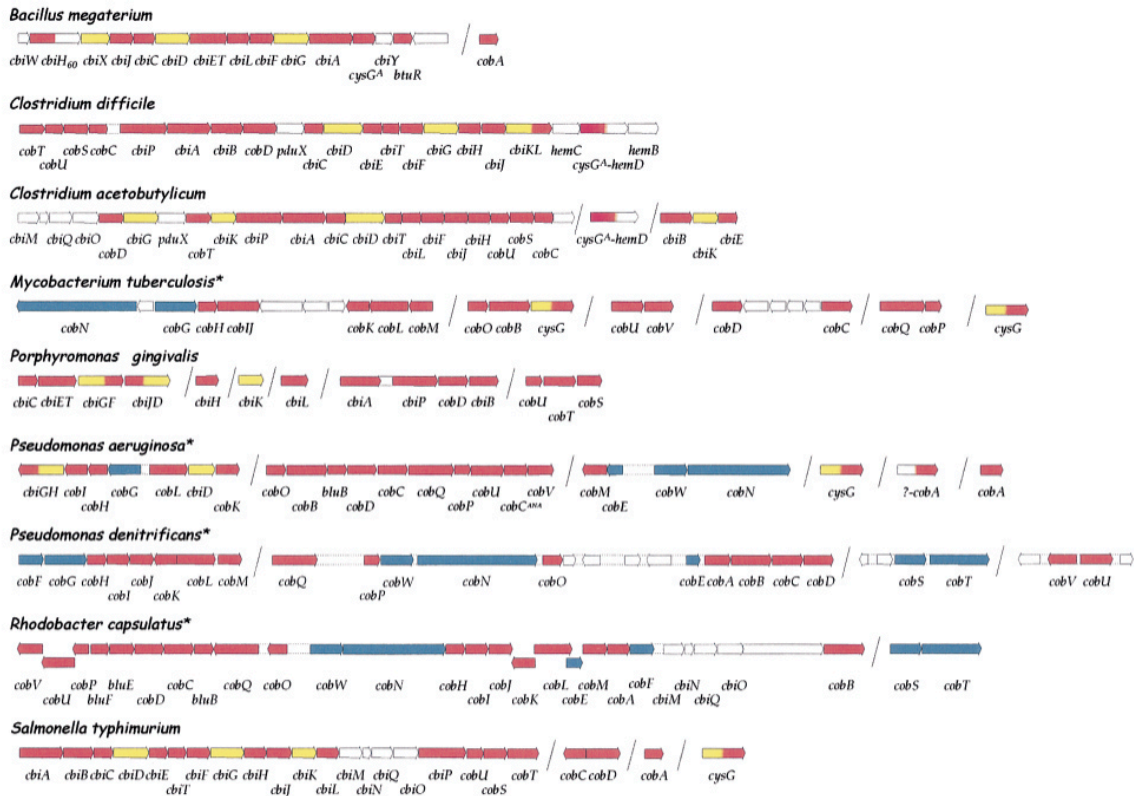 Bacillus megaterium
cbiW cbiH60 cbiX cbiJ cbiC cbiD cbiET cbiL cbiF cbiG cbiA cysGA cbiY btuR cobA
Clostridium difficile
cobT cobU cobS cobC cbiP cbiA cbiB cobD pduX cbiC cbiD cbiE cbiT cbiF cbiG cbiH cbiJ cbiKL hemC cysGA-hemD hemB
Clostridium acetobutylicum
cbiM cbiQ cbiO cobD cbiG pduX cobT cbiK cbiP cbiA cbiC cbiD cbiT cbiL cbiF cbiJ cbiH cobU cobS cobC cysGA-hemD cbiB cbiK cbiE
Mycobacterium tuberculosis*
cobN cobG cobH cobIJ cobK cobL cobM cobO cobB cysG cobU cobV cobD cobC cobQ cobP cysG
Porphyromonas gingivalis
cbiC cbiET cbiGF cbiJD cbiH cbiK cbiL cbiA cbiP cobD cbiB cobU cobT cobS
Pseudomonas aeruginosa*
cbiGH cobI cobH cobG cobL cbiD cobK cobO cobB bluB cobD cobC cobQ cobP cobU cobCANA cobV cobM cobE cobW cobN cysG ?-cobA cobA
Pseudomonas denitrificans*
cobF cobG cobH cobI cobJ cobK cobL cobM cobQ cobP cobW cobN cobO cobE cobA cobB cobC cobD cobS cobT cobV cobU
Rhodobacter capsulatus*
cobV cobU cobP bluF bluE cobD cobC bluB cobQ cobO cobW cobN cobH cobI cobJ cobK cobL cobE cobM cobA cobF cbiM cbiN cbiQ cbiO cobB cobS cobT
Salmonella typhimurium
cbiA cbiB cbiC cbiD cbiE cbiT cbiF cbiG cbiH cbiJ cbiK cbiL cbiM cbiN cbiQ cbiO cbiP cobU cobS cobT cobC cobD cobA cysG